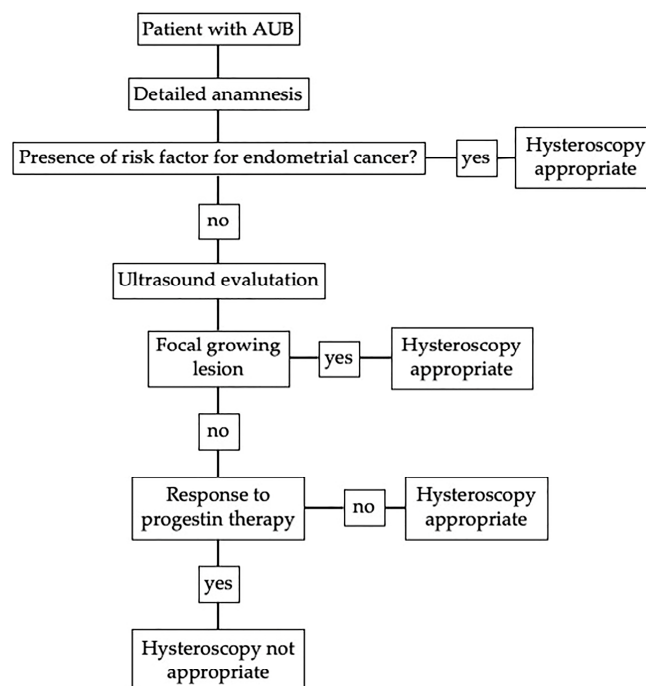 Patient with AUB
Detailed anamnesis
Presence of risk factor for endometrial cancer?
yes
Hysteroscopy
appropriate
no
Ultrasound evalutation
Focal growing
lesion
yes
Hysteroscopy
appropriate
no
Response to
progestin therapy
no
Hysteroscopy
appropriate
yes
Hysteroscopy not
appropriate